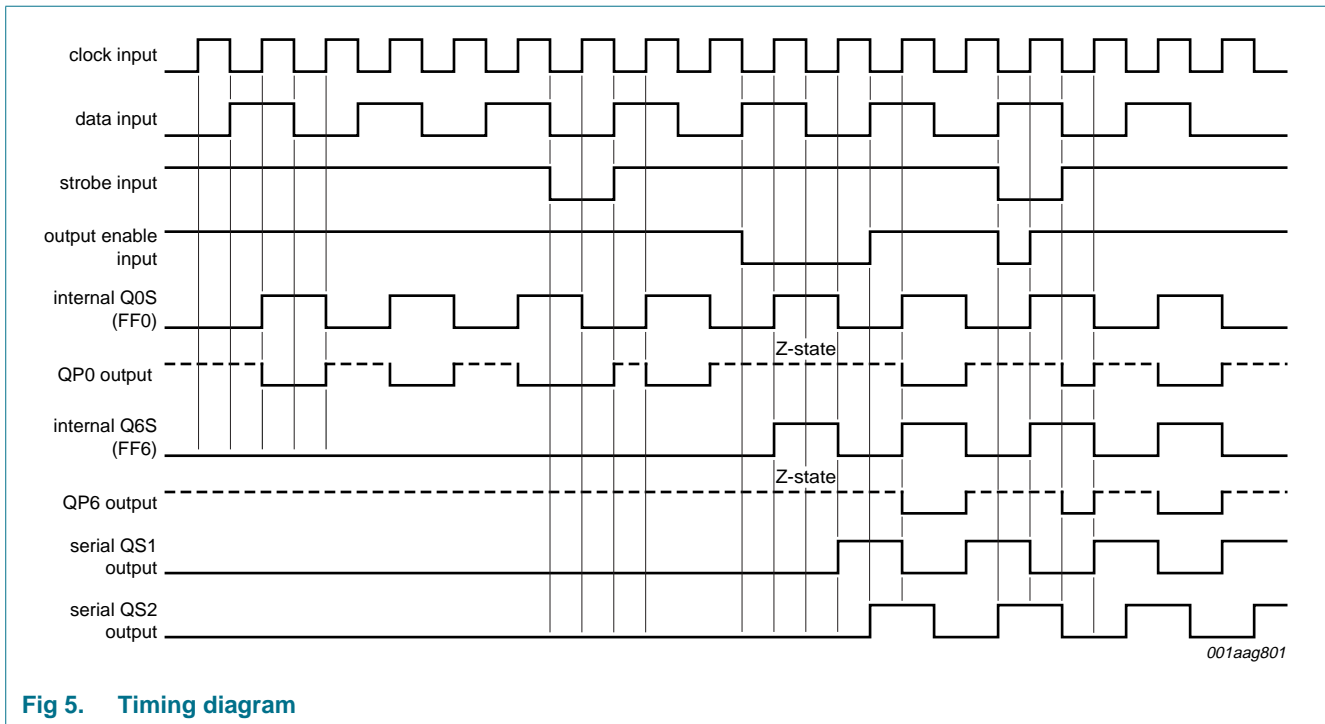 clock input
data input
strobe input
output enable
input
internal Q0S
(FF0)
Z-state
QP0 output
internal Q6S
(FF6)
Z-state
QP6 output
serial QS1
output
serial QS2
output
001aag801
Fig 5. Timing diagram